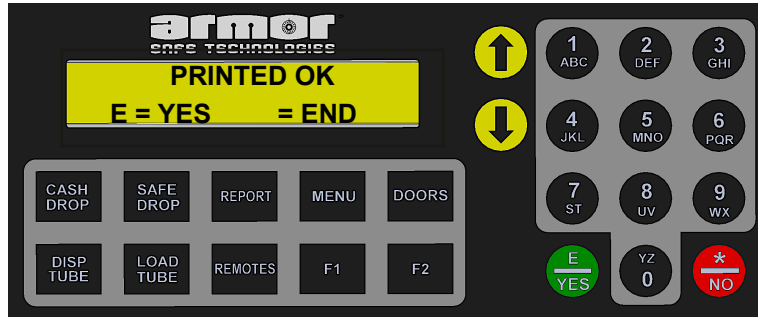 armor
SAFE TECHNOLOGIES
PRINTED OK
E = YES = END
CASH
DROP
SAFE
DROP
REPORT
MENU
DOORS
DISP
TUBE
LOAD
TUBE
REMOTES
F1
F2
1
ABC
2
DEF
3
GHI
4
JKL
5
MNO
6
PQR
7
ST
8
UV
9
WX
E
YES
YZ
0
*
NO